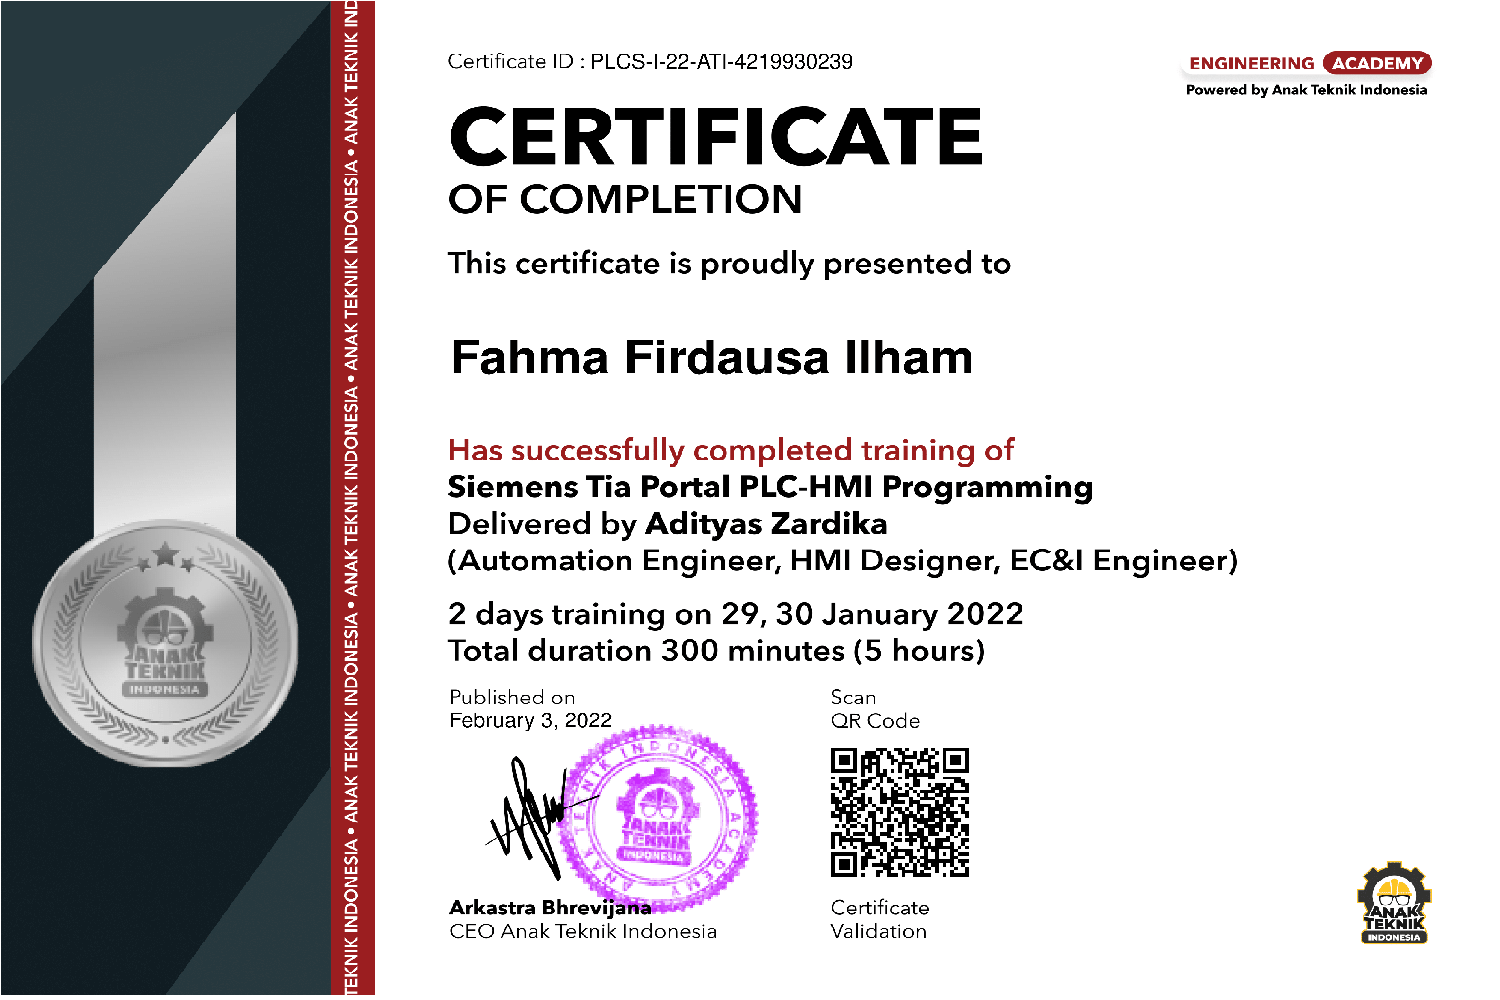 Certificate ID : PLCS-I-22-ATI-4219930239
ENGINEERING ACADEMY
Powered by Anak Teknik Indonesia
CERTIFICATE
OF COMPLETION
This certificate is proudly presented to
Fahma Firdausa Ilham
Has successfully completed training of
Siemens Tia Portal PLC-HMI Programming
Delivered by Adityas Zardika
(Automation Engineer, HMI Designer, EC&I Engineer)
2 days training on 29, 30 January 2022
Total duration 300 minutes (5 hours)
Published on
February 3, 2022
Scan
QR Code
ANAK TEKNIK INDONESIA ACADEMY
ANAK
TEKNIK
INDONESIA
Arkastra Bhrevijana
CEO Anak Teknik Indonesia
Certificate
Validation
ANAK
TEKNIK
INDONESIA
ANAK
TEKNIK
INDONESIA
TEKNIK INDONESIA • ANAK TEKNIK INDONESIA • ANAK TEKNIK INDONESIA • ANAK TEKNIK INDONESIA • ANAK TEKNIK IND